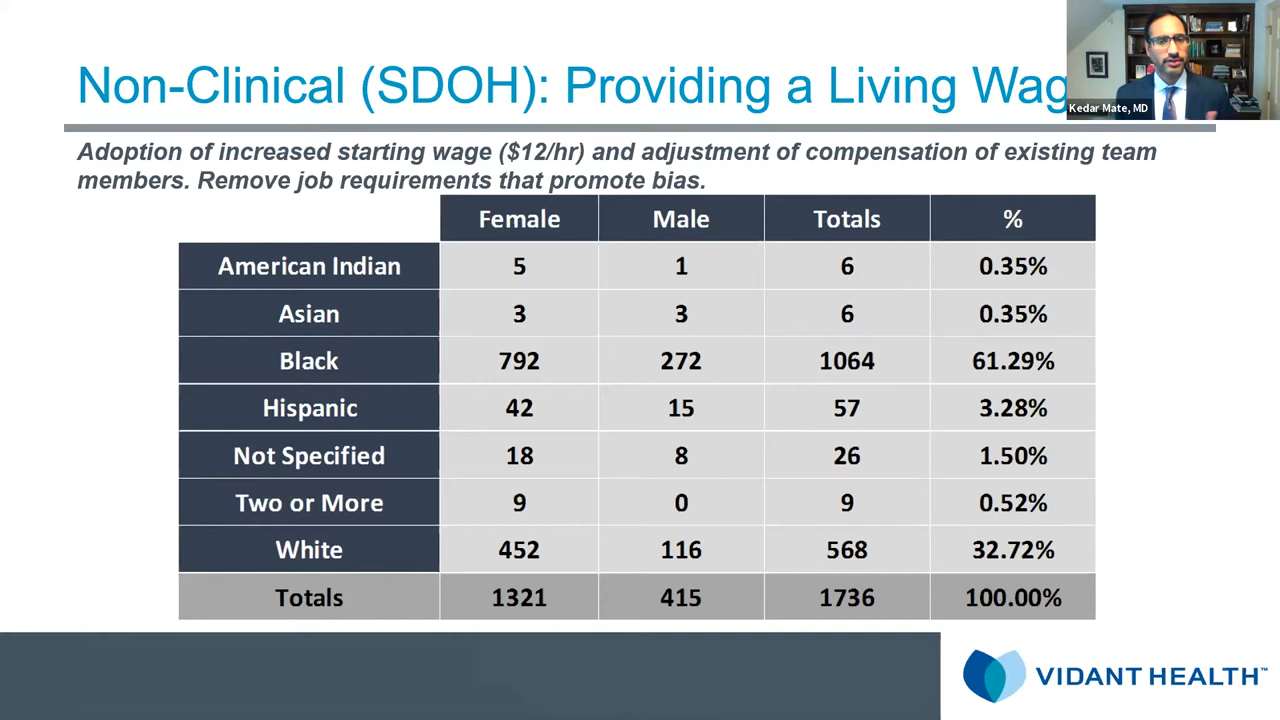 Non-Clinical (SDOH): Providing a Living Wag
Kedar Mate, MD
Adoption of increased starting wage ($12/hr) and adjustment of compensation of existing team
members. Remove job requirements that promote bias.
Female Male Totals %
American Indian 5 1 6 0.35%
Asian 3 3 6 0.35%
Black 792 272 1064 61.29%
Hispanic 42 15 57 3.28%
Not Specified 18 8 26 1.50%
Two or More 9 0 9 0.52%
White 452 116 568 32.72%
Totals 1321 415 1736 100.00%
VIDANT HEALTH™